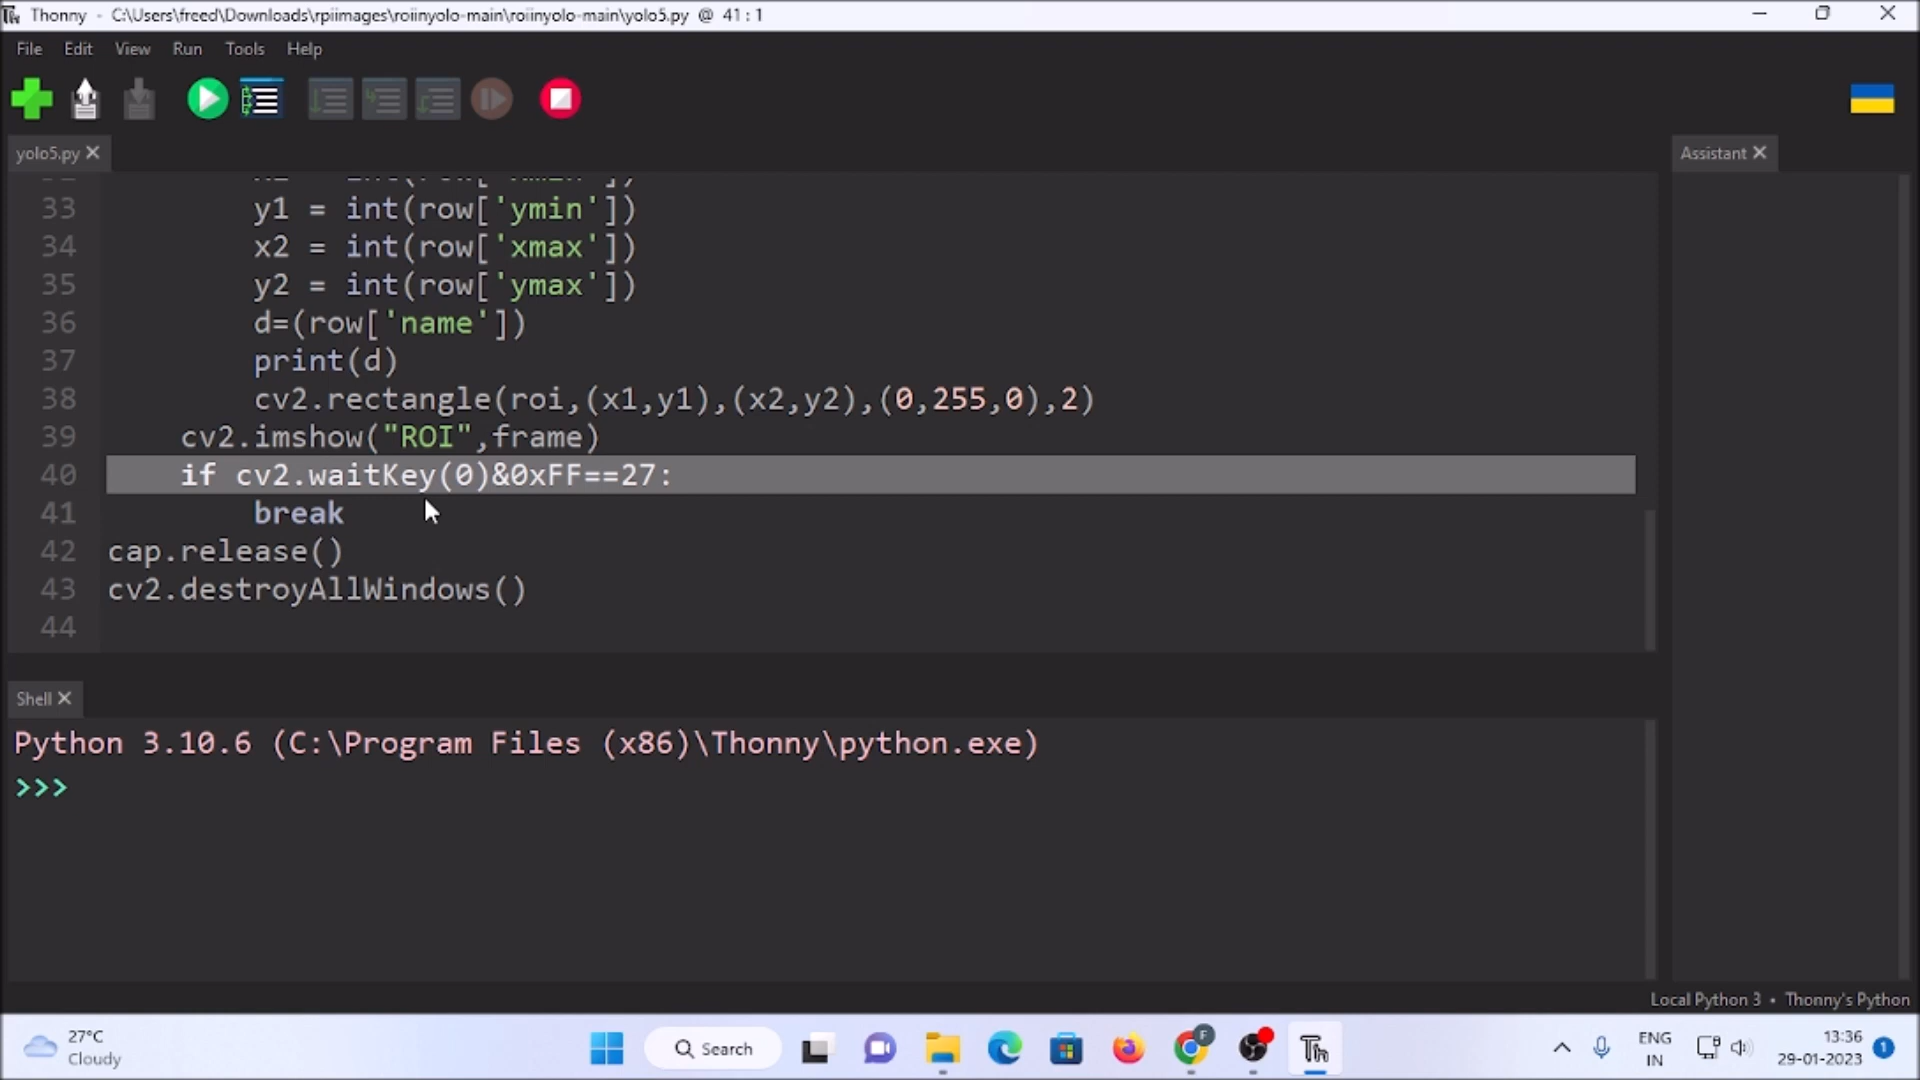 Thonny - C:\Users\freed\Downloads\rpiimages\roiinyolo-main\roiinyolo-main\yolo5.py @ 41 : 1
File Edit View Run Tools Help
yolo5.py
Assistant
33 y1 = int(row['ymin'])
34 x2 = int(row['xmax'])
35 y2 = int(row['ymax'])
36 d=(row['name'])
37 print(d)
38 cv2.rectangle(roi,(x1,y1),(x2,y2),(0,255,0),2)
39 cv2.imshow("ROI",frame)
40 if cv2.waitKey(0)&0xFF==27:
41 break
42 cap.release()
43 cv2.destroyAllWindows()
44
Shell
Python 3.10.6 (C:\Program Files (x86)\Thonny\python.exe)
>>>
Local Python 3 • Thonny's Python
27°C
Cloudy
Search
F
Th
ENG
IN
13:36
29-01-2023
1